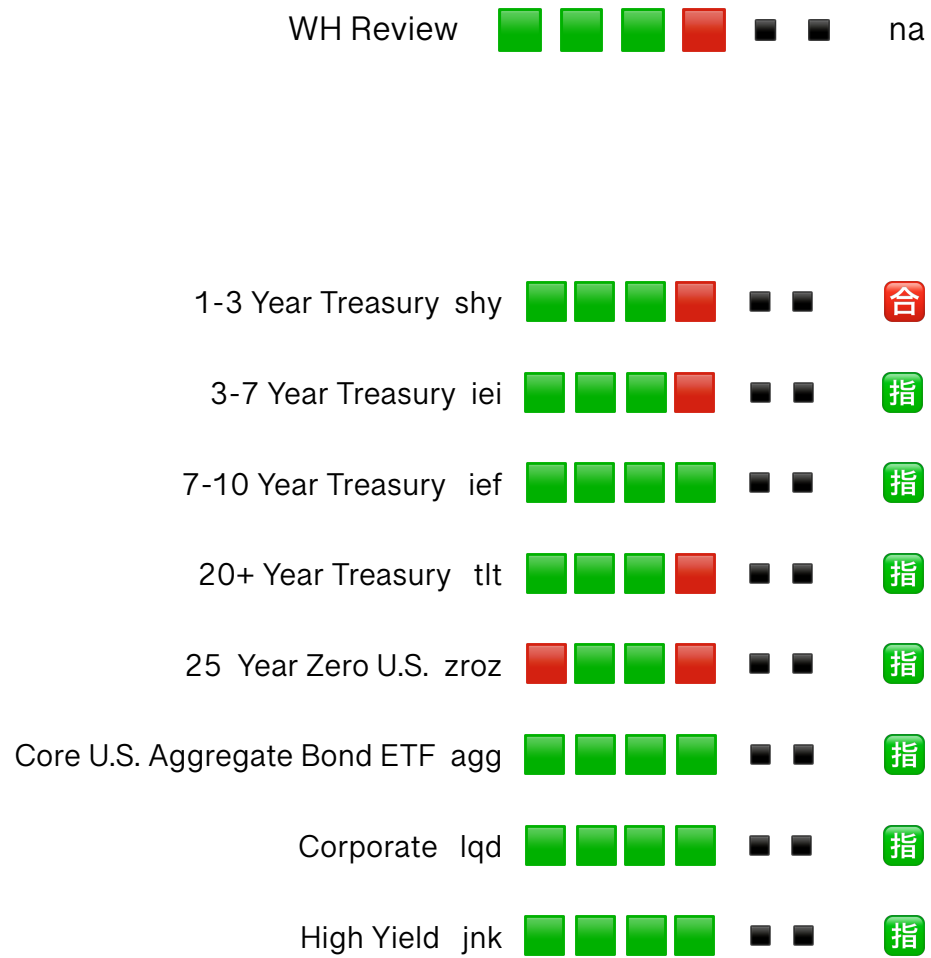 WH Review na
1-3 Year Treasury shy 合
3-7 Year Treasury iei 指
7-10 Year Treasury ief 指
20+ Year Treasury tlt 指
25 Year Zero U.S. zroz 指
Core U.S. Aggregate Bond ETF agg 指
Corporate lqd 指
High Yield jnk 指